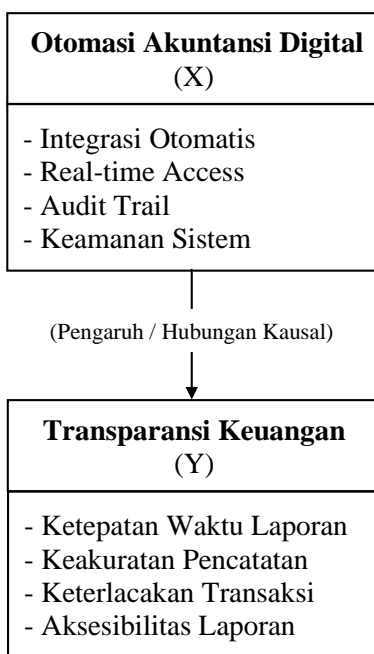 Otomasi Akuntansi Digital
(X)
- Integrasi Otomatis
- Real-time Access
- Audit Trail
- Keamanan Sistem
(Pengaruh / Hubungan Kausal)
Transparansi Keuangan
(Y)
- Ketepatan Waktu Laporan
- Keakuratan Pencatatan
- Keterlacakan Transaksi
- Aksesibilitas Laporan